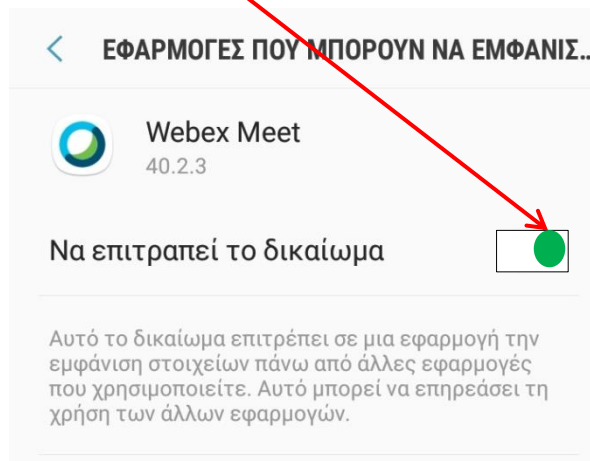 ΕΦΑΡΜΟΓΕΣ ΠΟΥ ΜΠΟΡΟΥΝ ΝΑ ΕΜΦΑΝΙΣ...
Webex Meet
40.2.3
Να επιτραπεί το δικαίωμα
Αυτό το δικαίωμα επιτρέπει σε μια εφαρμογή την
εμφάνιση στοιχείων πάνω από άλλες εφαρμογές
που χρησιμοποιείτε. Αυτό μπορεί να επηρεάσει τη
χρήση των άλλων εφαρμογών.